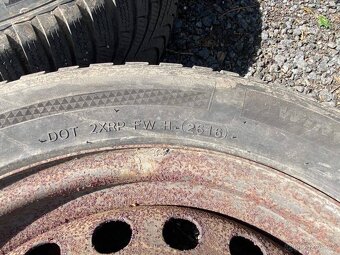 DOT 2XRP FW H (2618)